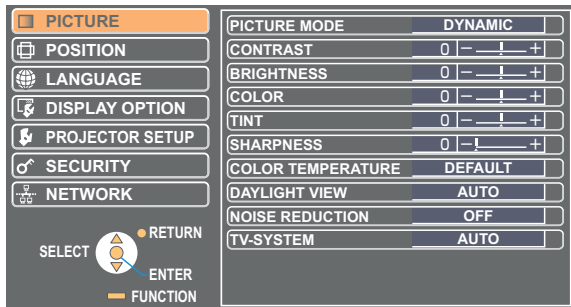 PICTURE
POSITION
LANGUAGE
DISPLAY OPTION
PROJECTOR SETUP
SECURITY
NETWORK
RETURN
SELECT
ENTER
FUNCTION
PICTURE MODE DYNAMIC
CONTRAST 0 - +
BRIGHTNESS 0 - +
COLOR 0 - +
TINT 0 - +
SHARPNESS 0 - +
COLOR TEMPERATURE DEFAULT
DAYLIGHT VIEW AUTO
NOISE REDUCTION OFF
TV-SYSTEM AUTO